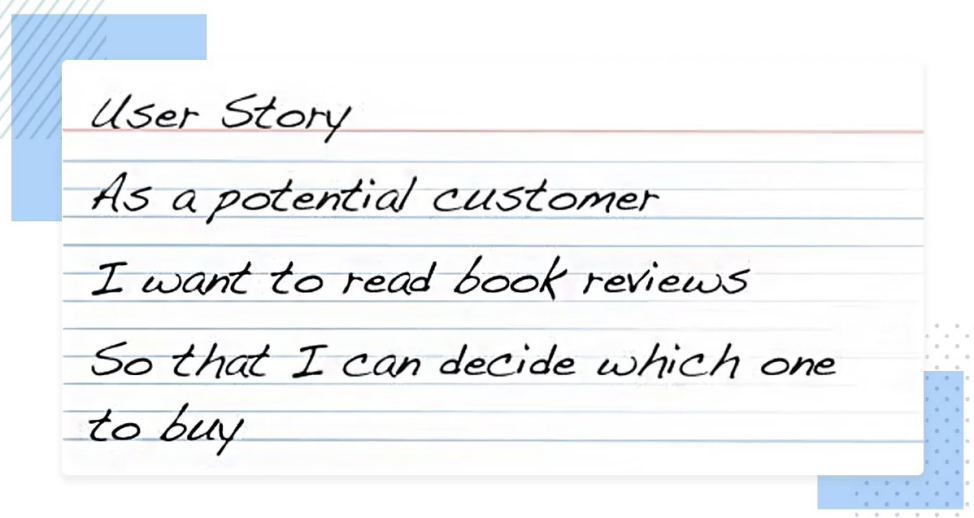 User Story
As a potential customer
I want to read book reviews
So that I can decide which one
to buy